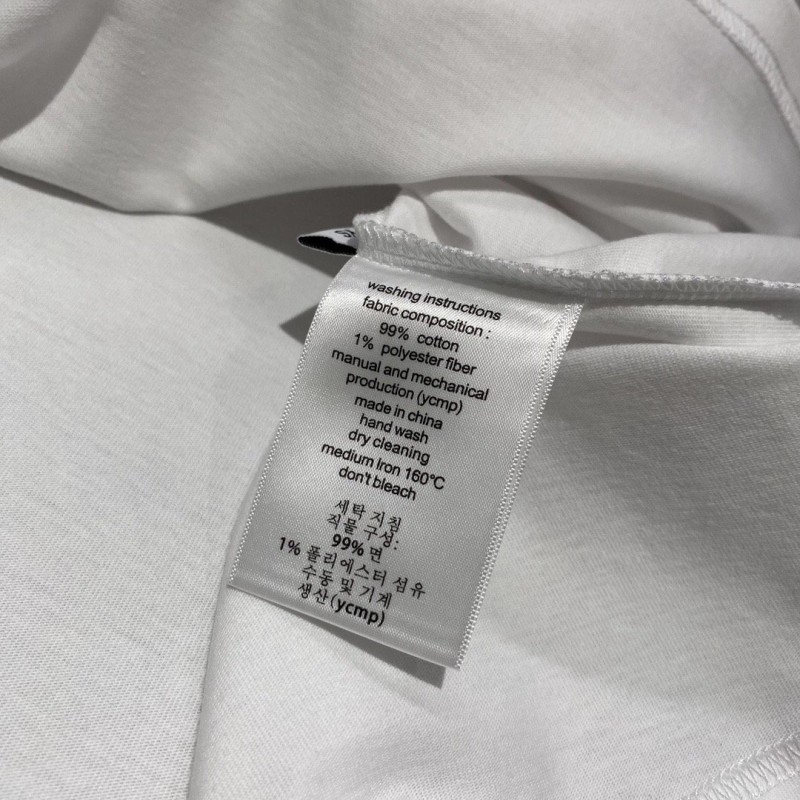 washing instructions
fabric composition :
99% cotton
1% polyester fiber
manual and mechanical
production (ycmp)
made in china
hand wash
dry cleaning
medium Iron 160℃
don't bleach
세탁 지침
직물 구성:
99% 면
1% 폴리에스터 섬유
수동 및 기계
생산(ycmp)